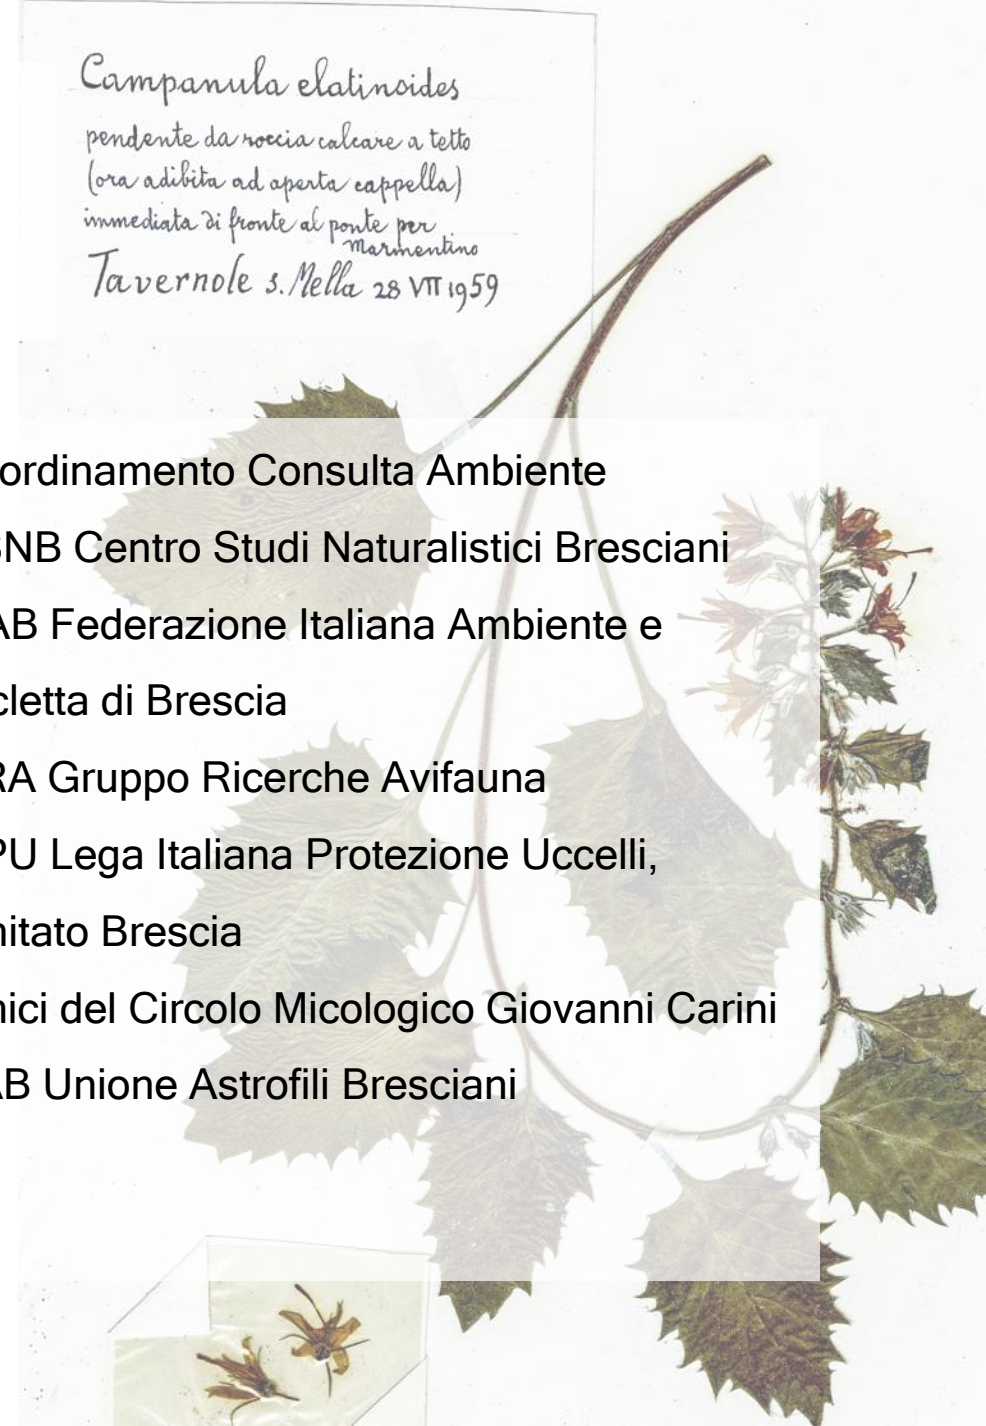 Campanula elatinoides
pendente da roccia calcare a tetto
(ora adibita ad aperta cappella)
immediata di fronte al ponte per
Marmentino
Tavernole s. Mella 28 VII 1959
ordinamento Consulta Ambiente
SNB Centro Studi Naturalistici Bresciani
AB Federazione Italiana Ambiente e
cletta di Brescia
RA Gruppo Ricerche Avifauna
PU Lega Italiana Protezione Uccelli,
mitato Brescia
mici del Circolo Micologico Giovanni Carini
AB Unione Astrofili Bresciani